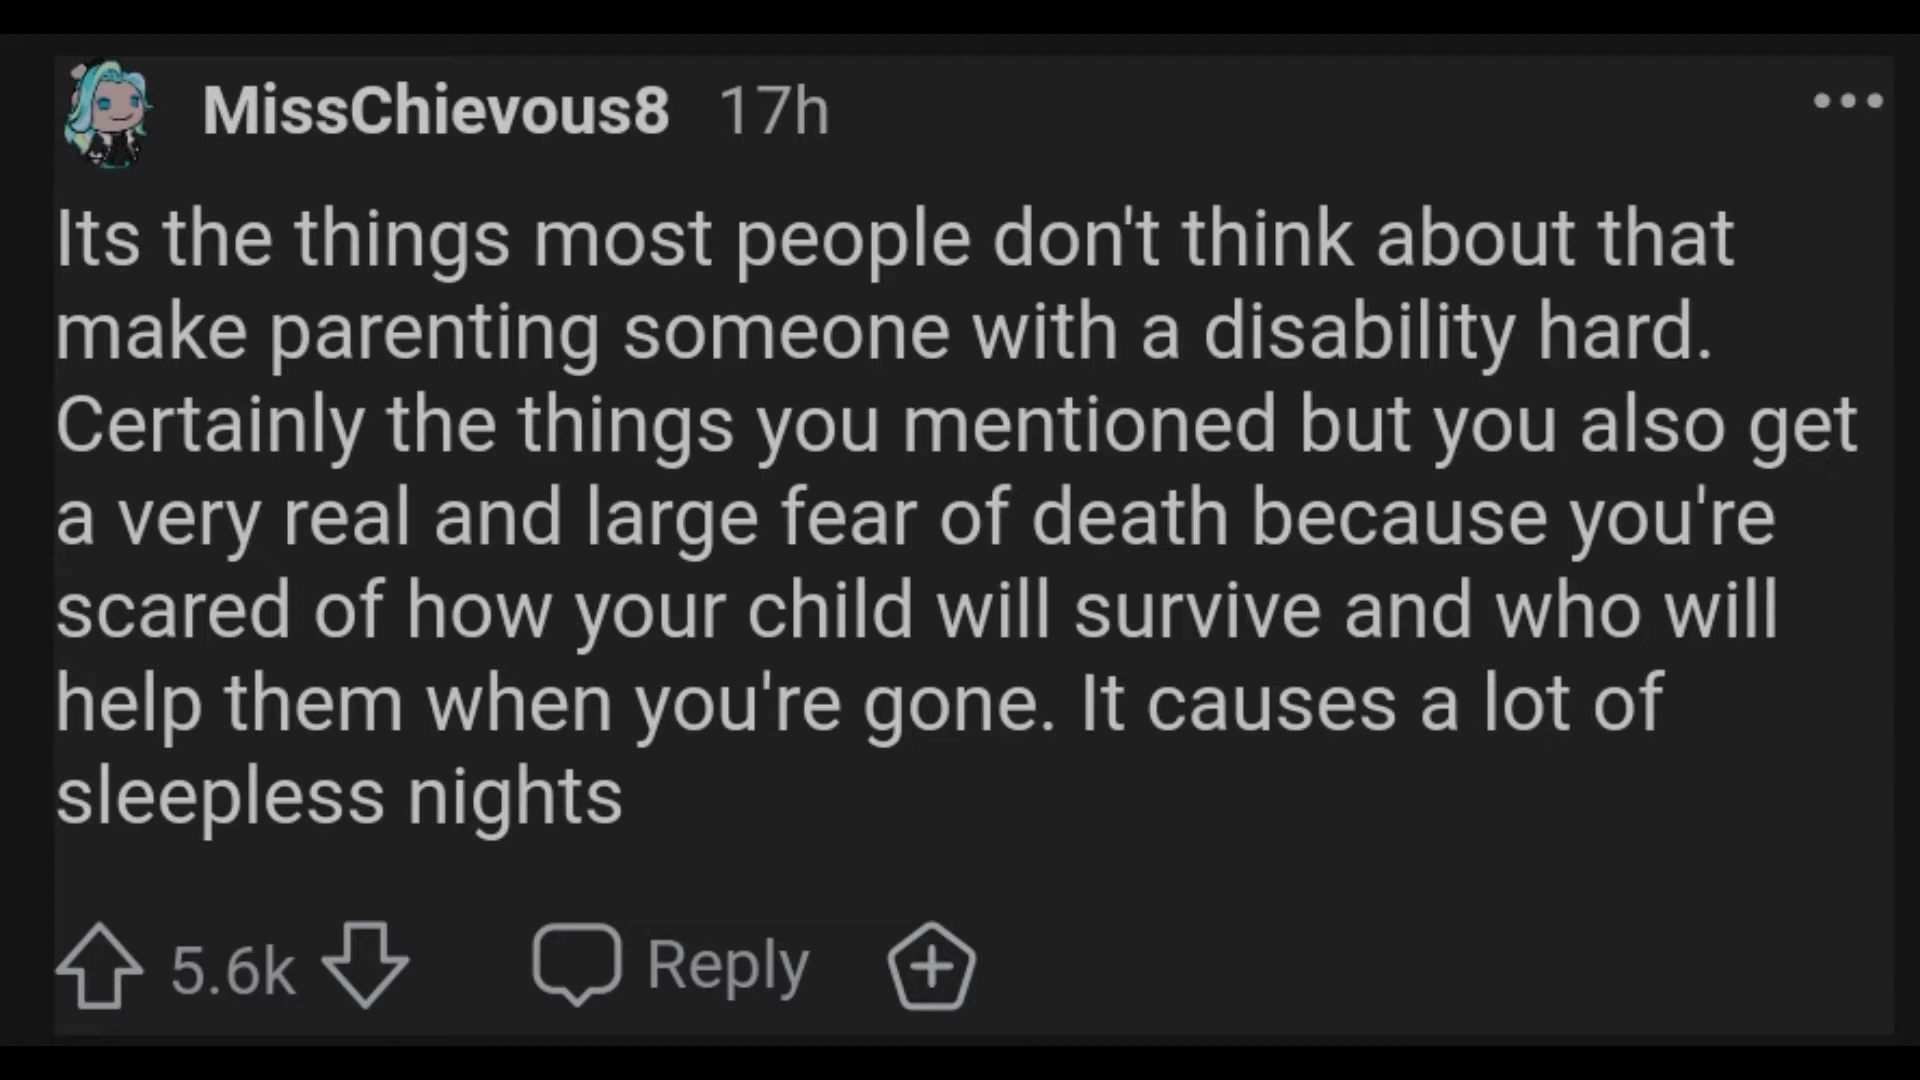 MissChievous8 17h
Its the things most people don't think about that
make parenting someone with a disability hard.
Certainly the things you mentioned but you also get
a very real and large fear of death because you're
scared of how your child will survive and who will
help them when you're gone. It causes a lot of
sleepless nights
5.6k Reply